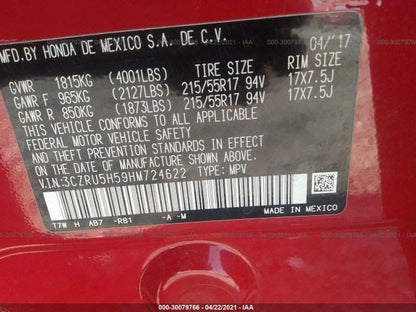 MFD.BY HONDA DE MEXICO S.A. DE C.V. 04/'17
GVWR 1815KG (4001LBS) TIRE SIZE RIM SIZE
GAWR F 965KG (2127LBS) 215/55R17 94V 17X7.5J
GAWR R 850KG (1873LBS) 215/55R17 94V 17X7.5J
THIS VEHICLE CONFORMS TO ALL APPLICABLE
FEDERAL MOTOR VEHICLE SAFETY AND
THEFT PREVENTION STANDARDS IN EFFECT
ON THE DATE OF MANUFACTURE SHOWN ABOVE.
V.I.N:3CZRU5H59HM724622 TYPE: MPV
T7W H AB7 -R81 -A -M MADE IN MEXICO
000-30079766 - 04/22/2021 - IAA